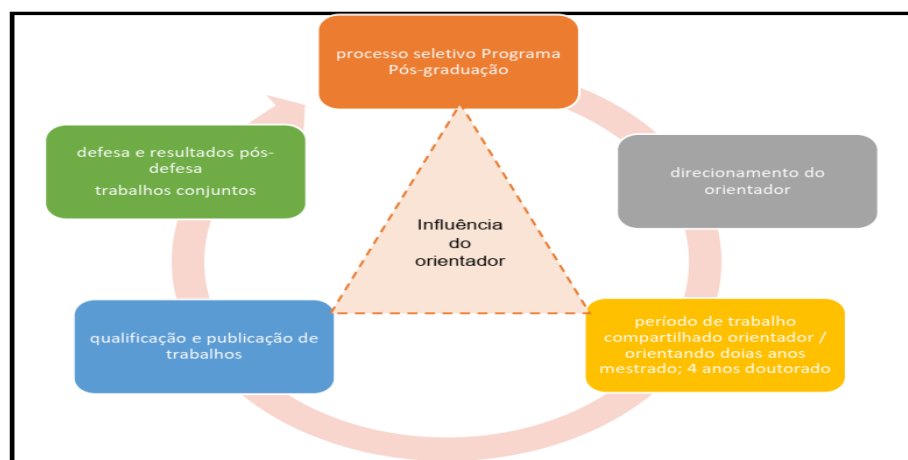 processo seletivo Programa
Pós-graduação
direcionamento do
orientador
período de trabalho
compartilhado orientador /
orientando doias anos
mestrado; 4 anos doutorado
qualificação e publicação de
trabalhos
defesa e resultados pós-
defesa
trabalhos conjuntos
Influência
do
orientador